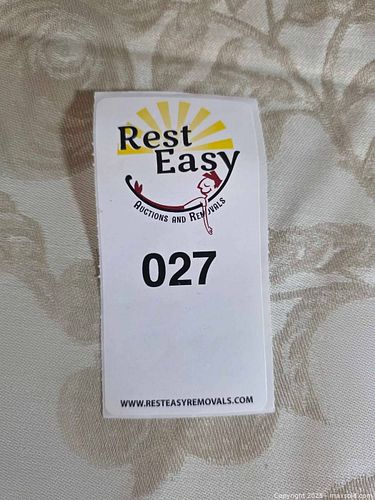 Rest
Easy
AUCTIONS AND REMOVALS
027
WWW.RESTEASYREMOVALS.COM
Copyright 2023 - maxsold.com